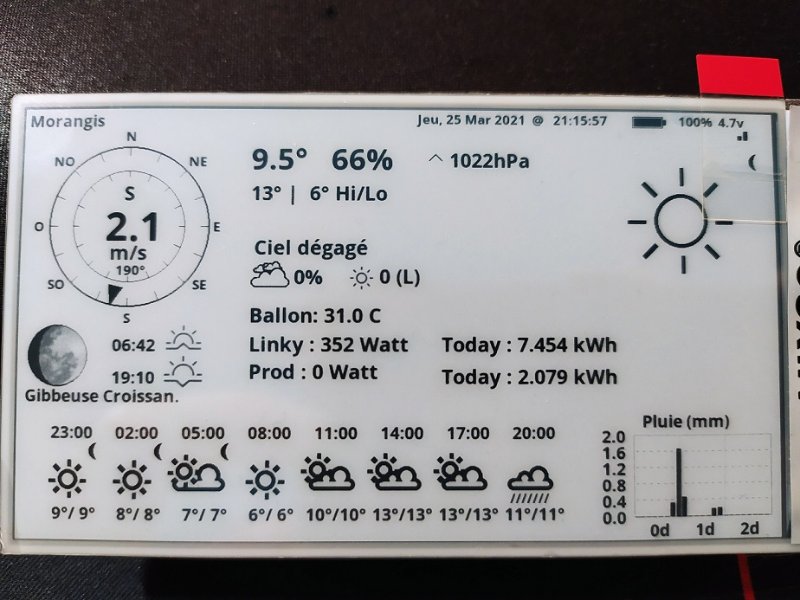 Morangis
Jeu, 25 Mar 2021 @ 21:15:57
100% 4.7v
N
NO
NE
O
E
SO
SE
S
S
2.1
m/s
190°
9.5° 66%
^ 1022hPa
13° | 6° Hi/Lo
Ciel dégagé
0%
0 (L)
Ballon: 31.0 C
Linky : 352 Watt
Today : 7.454 kWh
Prod : 0 Watt
Today : 2.079 kWh
06:42
19:10
Gibbeuse Croissan.
23:00 02:00 05:00 08:00 11:00 14:00 17:00 20:00
9°/ 9° 8°/ 8° 7°/ 7° 6°/ 6° 10°/10° 13°/13° 13°/13° 11°/11°
Pluie (mm)
2.0
1.6
1.2
0.8
0.4
0.0
0d 1d 2d